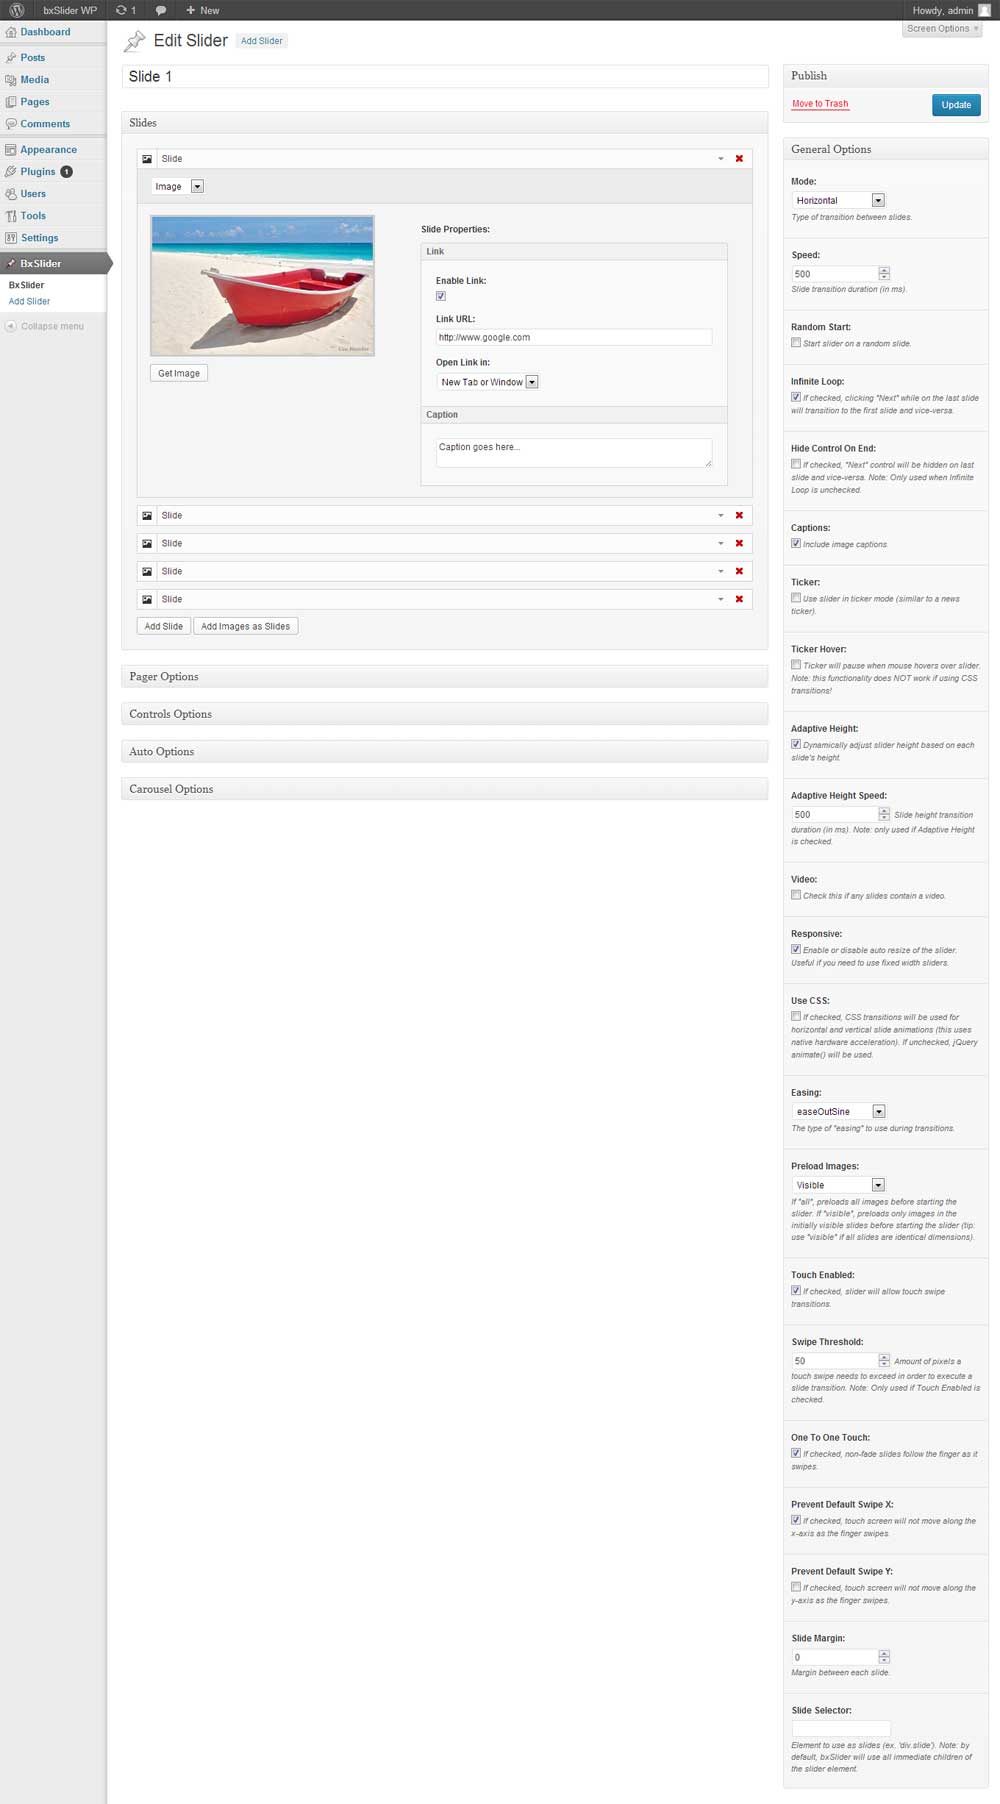 bxSlider WP 1 + New Howdy, admin
Screen Options
Dashboard
Posts
Media
Pages
Comments
Appearance
Plugins 1
Users
Tools
Settings
BxSlider
BxSlider
Add Slider
Collapse menu
Edit Slider Add Slider
Slide 1
Slides
Slide
Image
Get Image
Slide Properties:
Link
Enable Link:
Link URL:
http://www.google.com
Open Link in:
New Tab or Window
Caption
Caption goes here...
Slide
Slide
Slide
Slide
Add Slide Add Images as Slides
Pager Options
Controls Options
Auto Options
Carousel Options
Publish
Move to Trash Update
General Options
Mode:
Horizontal
Type of transition between slides.
Speed:
500
Slide transition duration (in ms).
Random Start:
Start slider on a random slide.
Infinite Loop:
If checked, clicking "Next" while on the last slide
will transition to the first slide and vice-versa.
Hide Control On End:
If checked, "Next" control will be hidden on last
slide and vice-versa. Note: Only used when Infinite
Loop is unchecked.
Captions:
Include image captions.
Ticker:
Use slider in ticker mode (similar to a news
ticker).
Ticker Hover:
Ticker will pause when mouse hovers over slider.
Note: this functionality does NOT work if using CSS
transitions!
Adaptive Height:
Dynamically adjust slider height based on each
slide's height.
Adaptive Height Speed:
500 Slide height transition
duration (in ms). Note: only used if Adaptive Height
is checked.
Video:
Check this if any slides contain a video.
Responsive:
Enable or disable auto resize of the slider.
Useful if you need to use fixed width sliders.
Use CSS:
If checked, CSS transitions will be used for
horizontal and vertical slide animations (this uses
native hardware acceleration). If unchecked, jQuery
animate() will be used.
Easing:
easeOutSine
The type of "easing" to use during transitions.
Preload Images:
Visible
If "all", preloads all images before starting the
slider. If "visible", preloads only images in the
initially visible slides before starting the slider (tip:
use "visible" if all slides are identical dimensions).
Touch Enabled:
If checked, slider will allow touch swipe
transitions.
Swipe Threshold:
50 Amount of pixels a
touch swipe needs to exceed in order to execute a
slide transition. Note: Only used if Touch Enabled is
checked.
One To One Touch:
If checked, non-fade slides follow the finger as it
swipes.
Prevent Default Swipe X:
If checked, touch screen will not move along the
x-axis as the finger swipes.
Prevent Default Swipe Y:
If checked, touch screen will not move along the
y-axis as the finger swipes.
Slide Margin:
0
Margin between each slide.
Slide Selector:
Element to use as slides (ex. 'div.slide'). Note: by
default, bxSlider will use all immediate children of
the slider element.